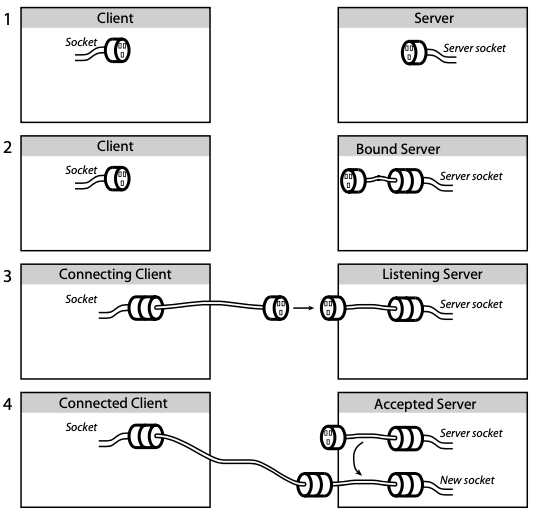 1
Client
Server
Socket
Server socket
2
Client
Bound Server
Socket
Server socket
3
Connecting Client
Listening Server
Socket
Server socket
4
Connected Client
Accepted Server
Socket
Server socket
New socket